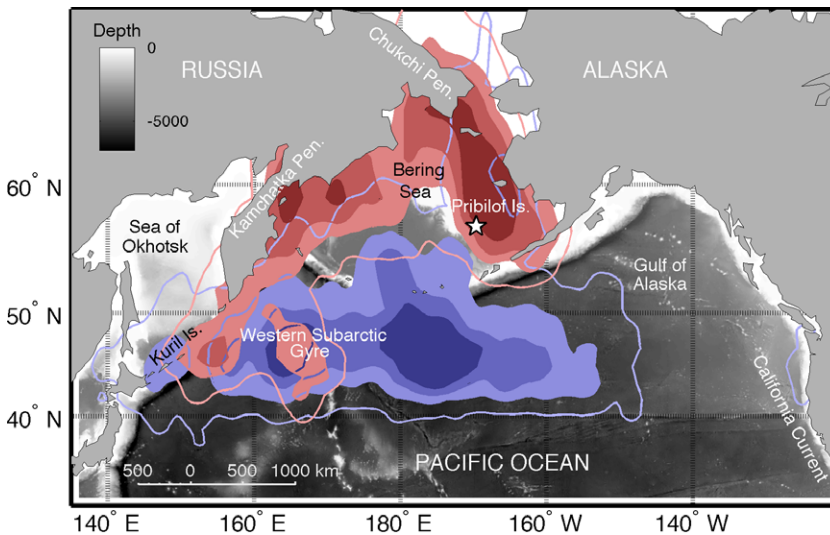 Depth
0
-5000
RUSSIA
Chukchi Pen.
ALASKA
60° N
Kamchatka Pen.
Bering
Sea
Pribilof Is.
Sea of
Okhotsk
Gulf of
Alaska
50° N
Kuril Is.
Western Subarctic
Gyre
California Current
40° N
500 0 500 1000 km
PACIFIC OCEAN
140° E 160° E 180° E 160° W 140° W